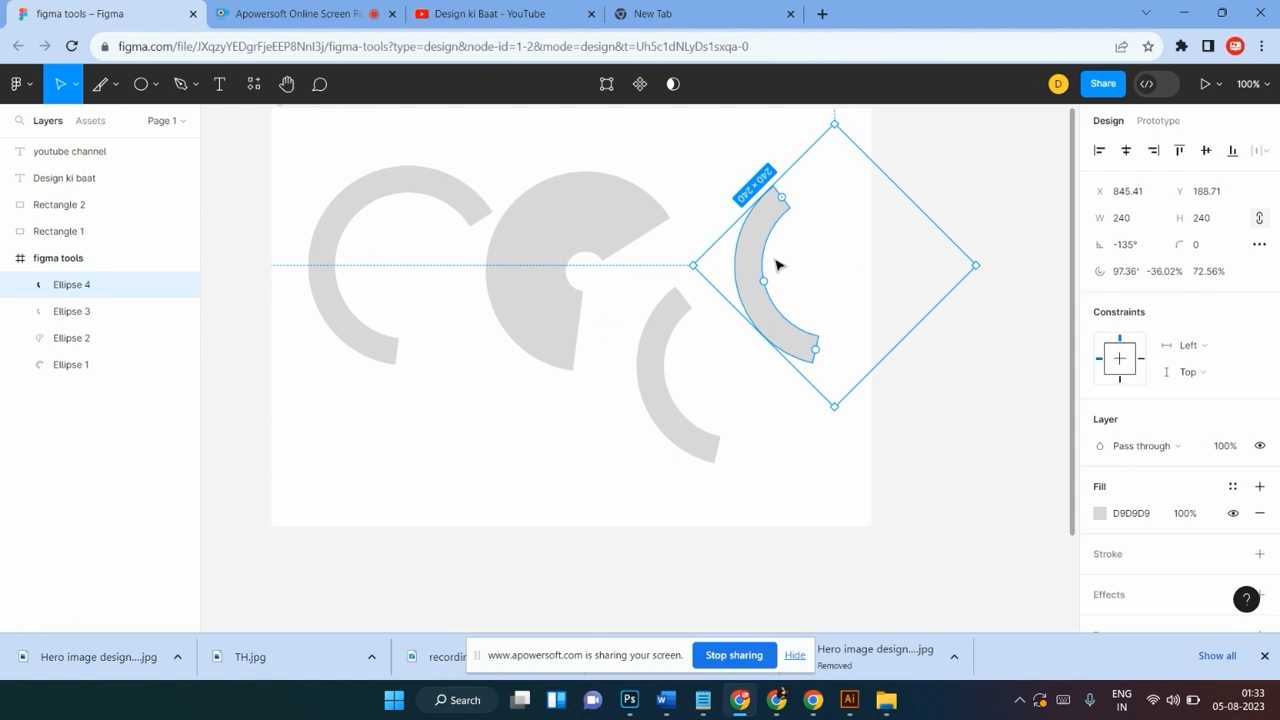 figma tools – Figma
Apowersoft Online Screen Re
Design ki Baat - YouTube
New Tab
figma.com/file/JXqzyYEDgrFjeEEP8NnI3j/figma-tools?type=design&node-id=1-2&mode=design&t=Uh5c1dNLyDs1sxqa-0
D
Share
100%
Layers
Assets
Page 1
Design
Prototype
youtube channel
Design ki baat
Rectangle 2
Rectangle 1
figma tools
Ellipse 4
Ellipse 3
Ellipse 2
Ellipse 1
240 × 240
X 845.41 Y 188.71
W 240 H 240
-135° 0
97.36° -36.02% 72.56%
Constraints
Left
Top
Layer
Pass through 100%
Fill
D9D9D9 100%
Stroke
Effects
?
Hero image design....jpg
TH.jpg
recordin
www.apowersoft.com is sharing your screen.
Stop sharing
Hide
Hero image design....jpg
Removed
Show all
Search
Ps
Ai
ENG
IN
01:33
05-08-2023